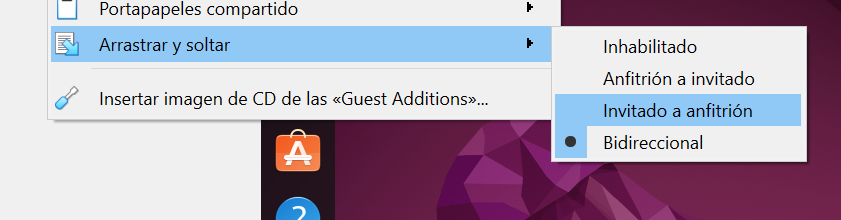 Portapapeles compartido
Arrastrar y soltar
Insertar imagen de CD de las «Guest Additions»...
Inhabilitado
Anfitrión a invitado
Invitado a anfitrión
Bidireccional
?